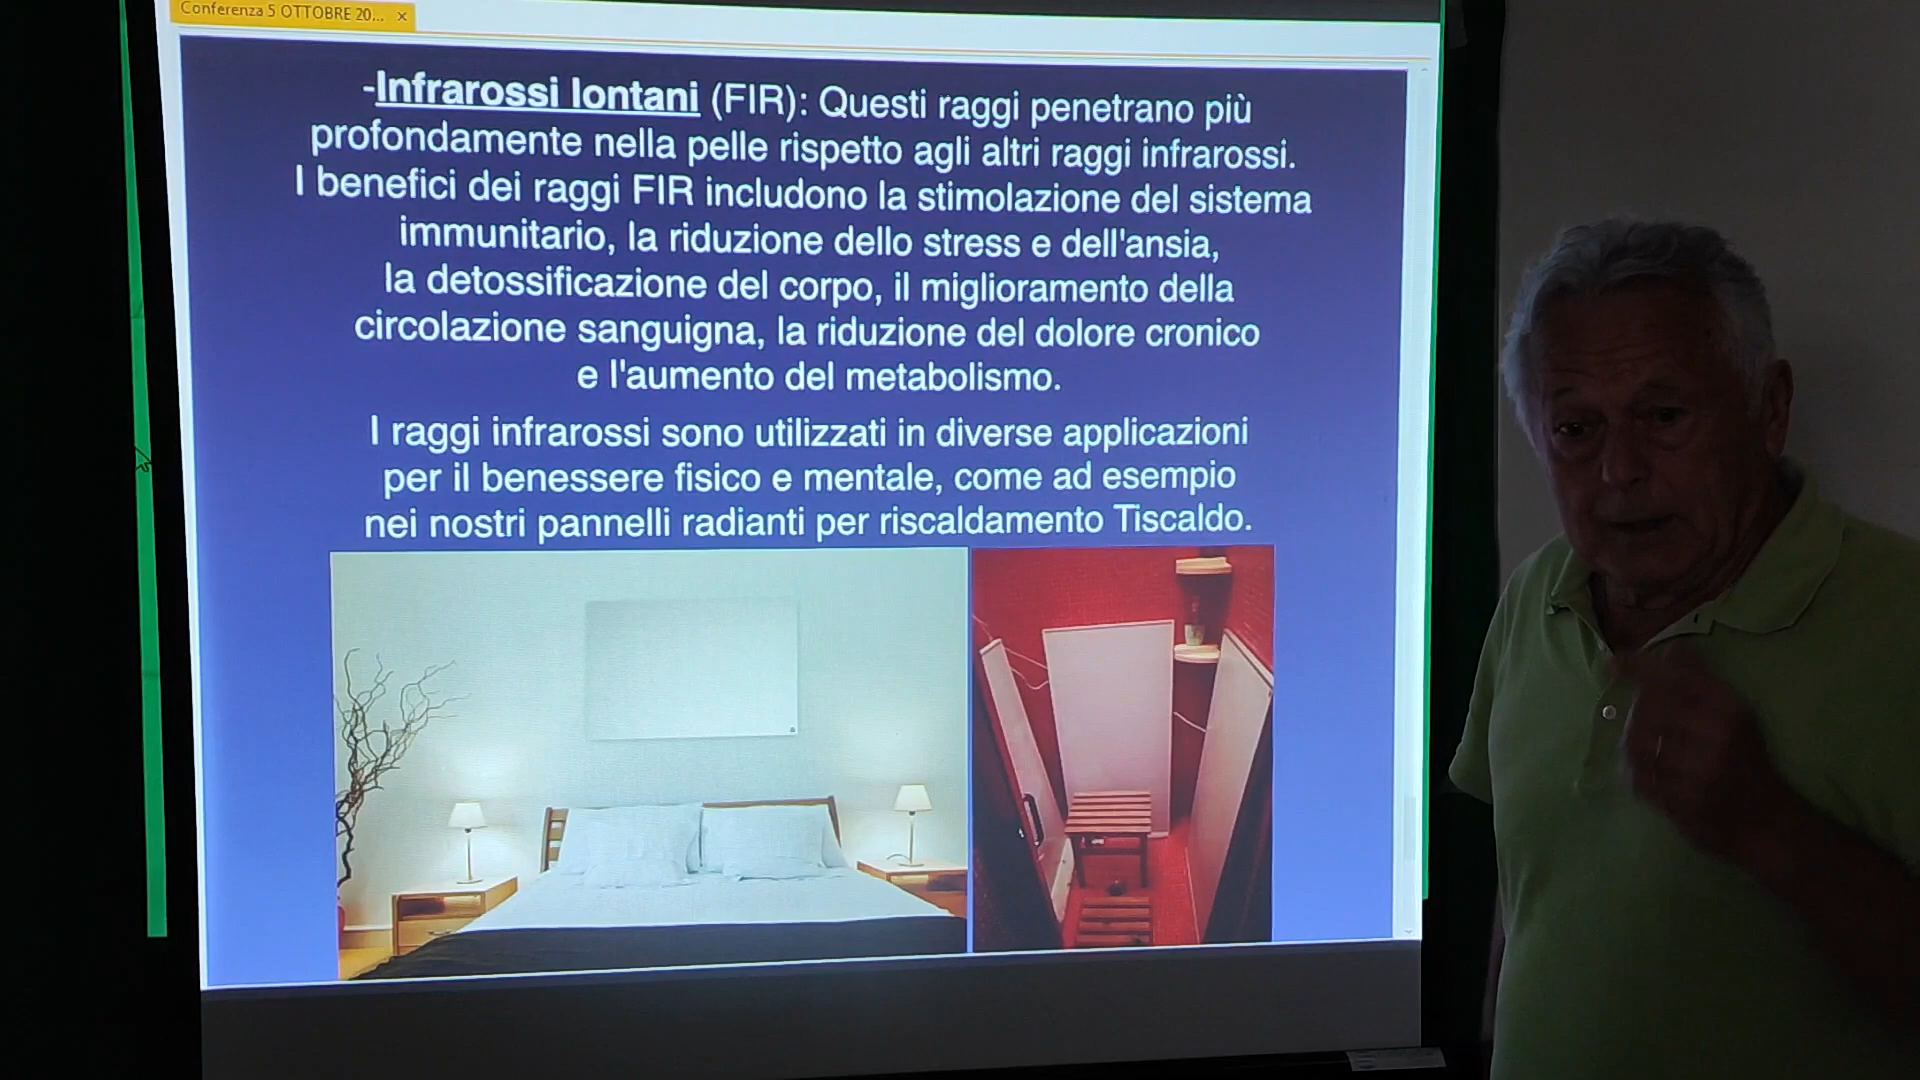 Conferenza 5 OTTOBRE 20...
-Infrarossi lontani (FIR): Questi raggi penetrano più
profondamente nella pelle rispetto agli altri raggi infrarossi.
I benefici dei raggi FIR includono la stimolazione del sistema
immunitario, la riduzione dello stress e dell'ansia,
la detossificazione del corpo, il miglioramento della
circolazione sanguigna, la riduzione del dolore cronico
e l'aumento del metabolismo.
I raggi infrarossi sono utilizzati in diverse applicazioni
per il benessere fisico e mentale, come ad esempio
nei nostri pannelli radianti per riscaldamento Tiscaldo.